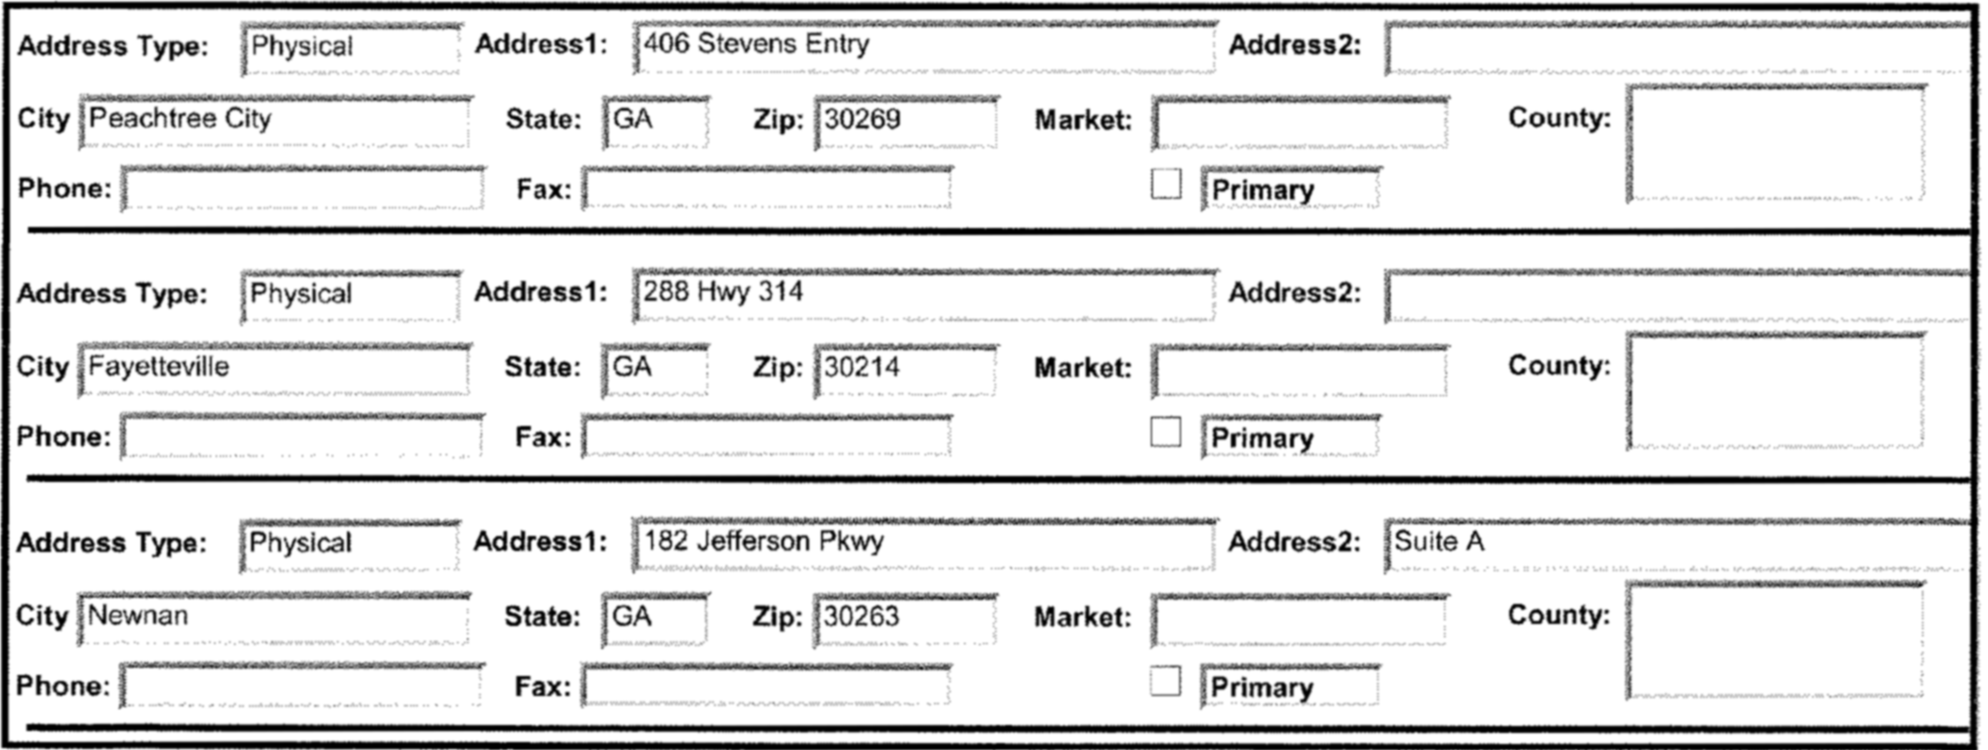 Address Type: Physical Address1: 406 Stevens Entry Address2:
City Peachtree City State: GA Zip: 30269 Market: County:
Phone: Fax: Primary
Address Type: Physical Address1: 288 Hwy 314 Address2:
City Fayetteville State: GA Zip: 30214 Market: County:
Phone: Fax: Primary
Address Type: Physical Address1: 182 Jefferson Pkwy Address2: Suite A
City Newnan State: GA Zip: 30263 Market: County:
Phone: Fax: Primary